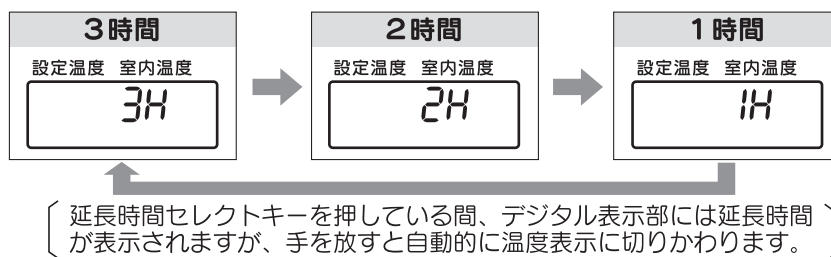 3時間
2時間
1時間
設定温度 室内温度
設定温度 室内温度
設定温度 室内温度
3H
2H
1H
延長時間セレクトキーを押している間、デジタル表示部には延長時間
が表示されますが、手を放すと自動的に温度表示に切りかわります。